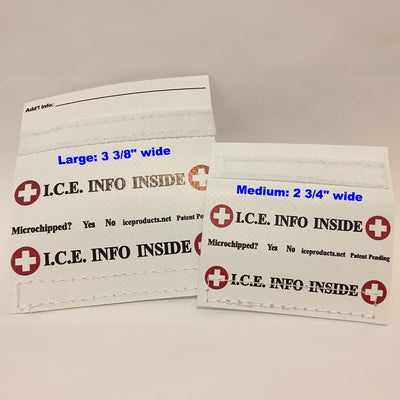 Add'l Info:
Large: 3 3/8" wide
I.C.E. INFO INSIDE
Microchipped? Yes No iceproducts.net Patent Pending
I.C.E. INFO INSIDE
Medium: 2 3/4" wide
I.C.E. INFO INSIDE
Microchipped? Yes No iceproducts.net Patent Pending
I.C.E. INFO INSIDE